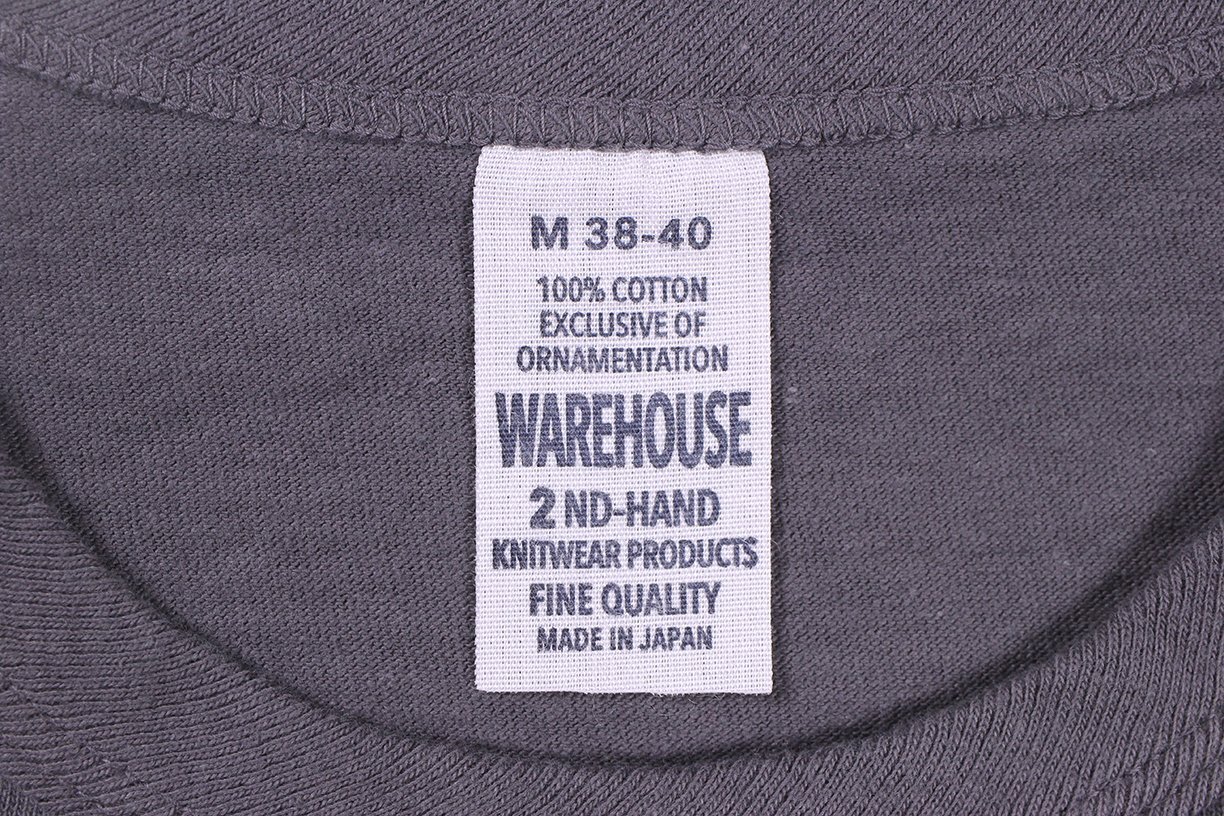 M 38-40
100% COTTON
EXCLUSIVE OF
ORNAMENTATION
WAREHOUSE
2 ND-HAND
KNITWEAR PRODUCTS
FINE QUALITY
MADE IN JAPAN